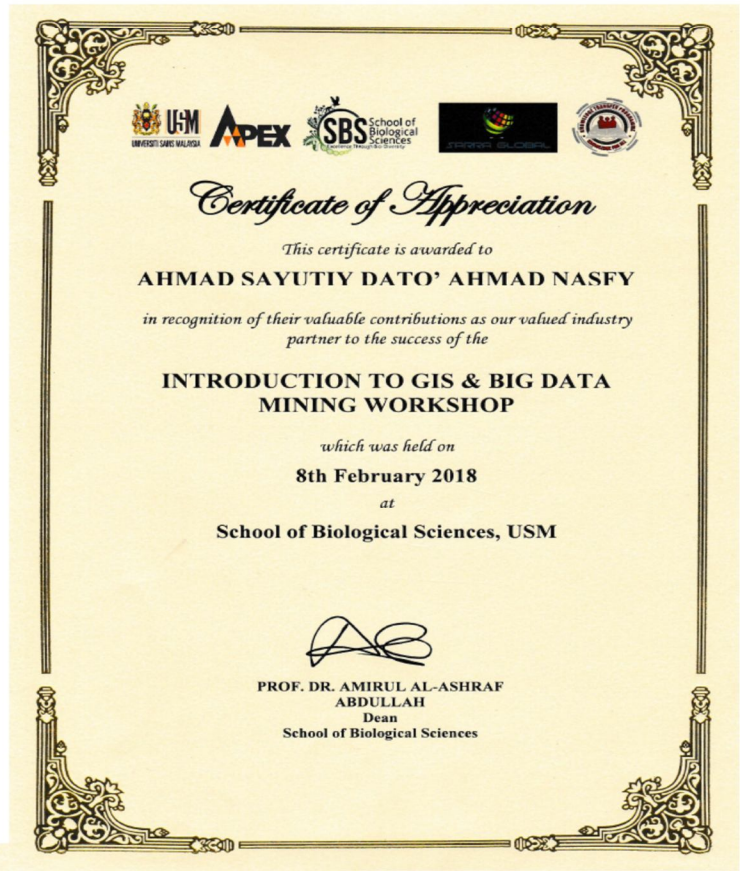 USM
UNIVERSITI SAINS MALAYSIA
APEX
SBS School of Biological Sciences
Certificate of Appreciation
This certificate is awarded to
AHMAD SAYUTIY DATO’ AHMAD NASFY
in recognition of their valuable contributions as our valued industry
partner to the success of the
INTRODUCTION TO GIS & BIG DATA
MINING WORKSHOP
which was held on
8th February 2018
at
School of Biological Sciences, USM
PROF. DR. AMIRUL AL-ASHRAF
ABDULLAH
Dean
School of Biological Sciences